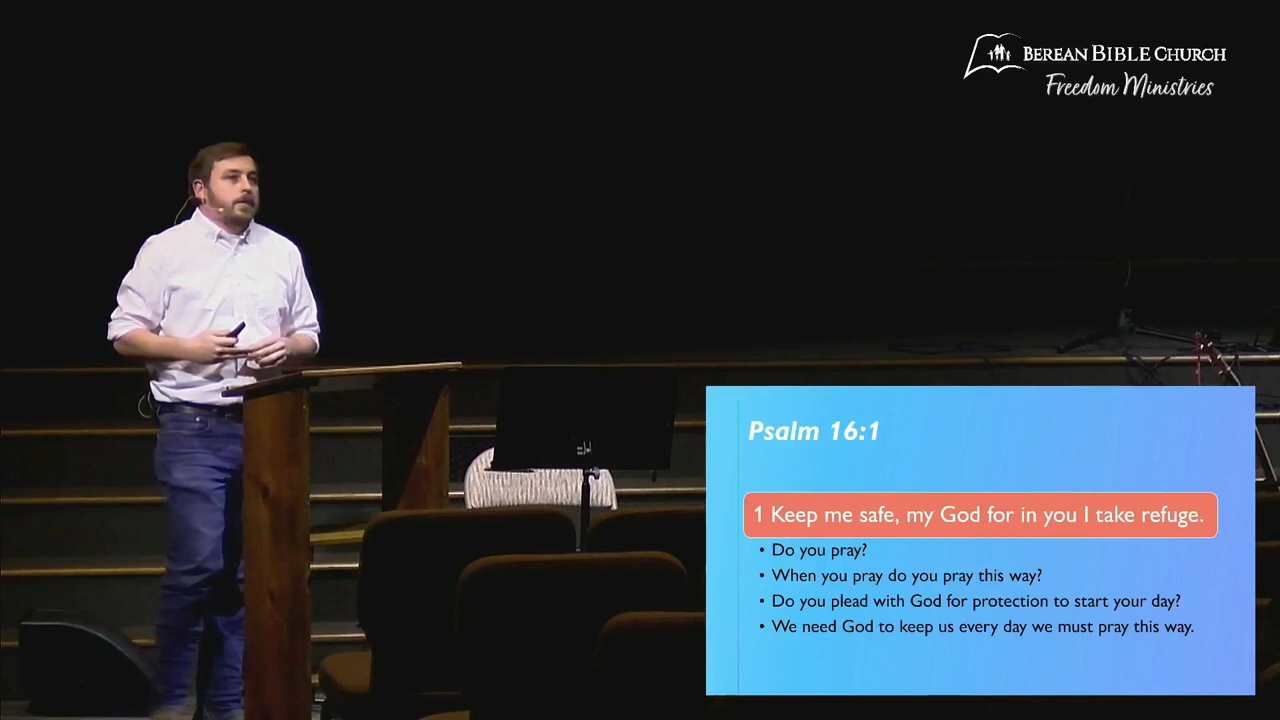 BEREAN BIBLE CHURCH
Freedom Ministries
Psalm 16:1
1 Keep me safe, my God for in you I take refuge.
• Do you pray?
• When you pray do you pray this way?
• Do you plead with God for protection to start your day?
• We need God to keep us every day we must pray this way.